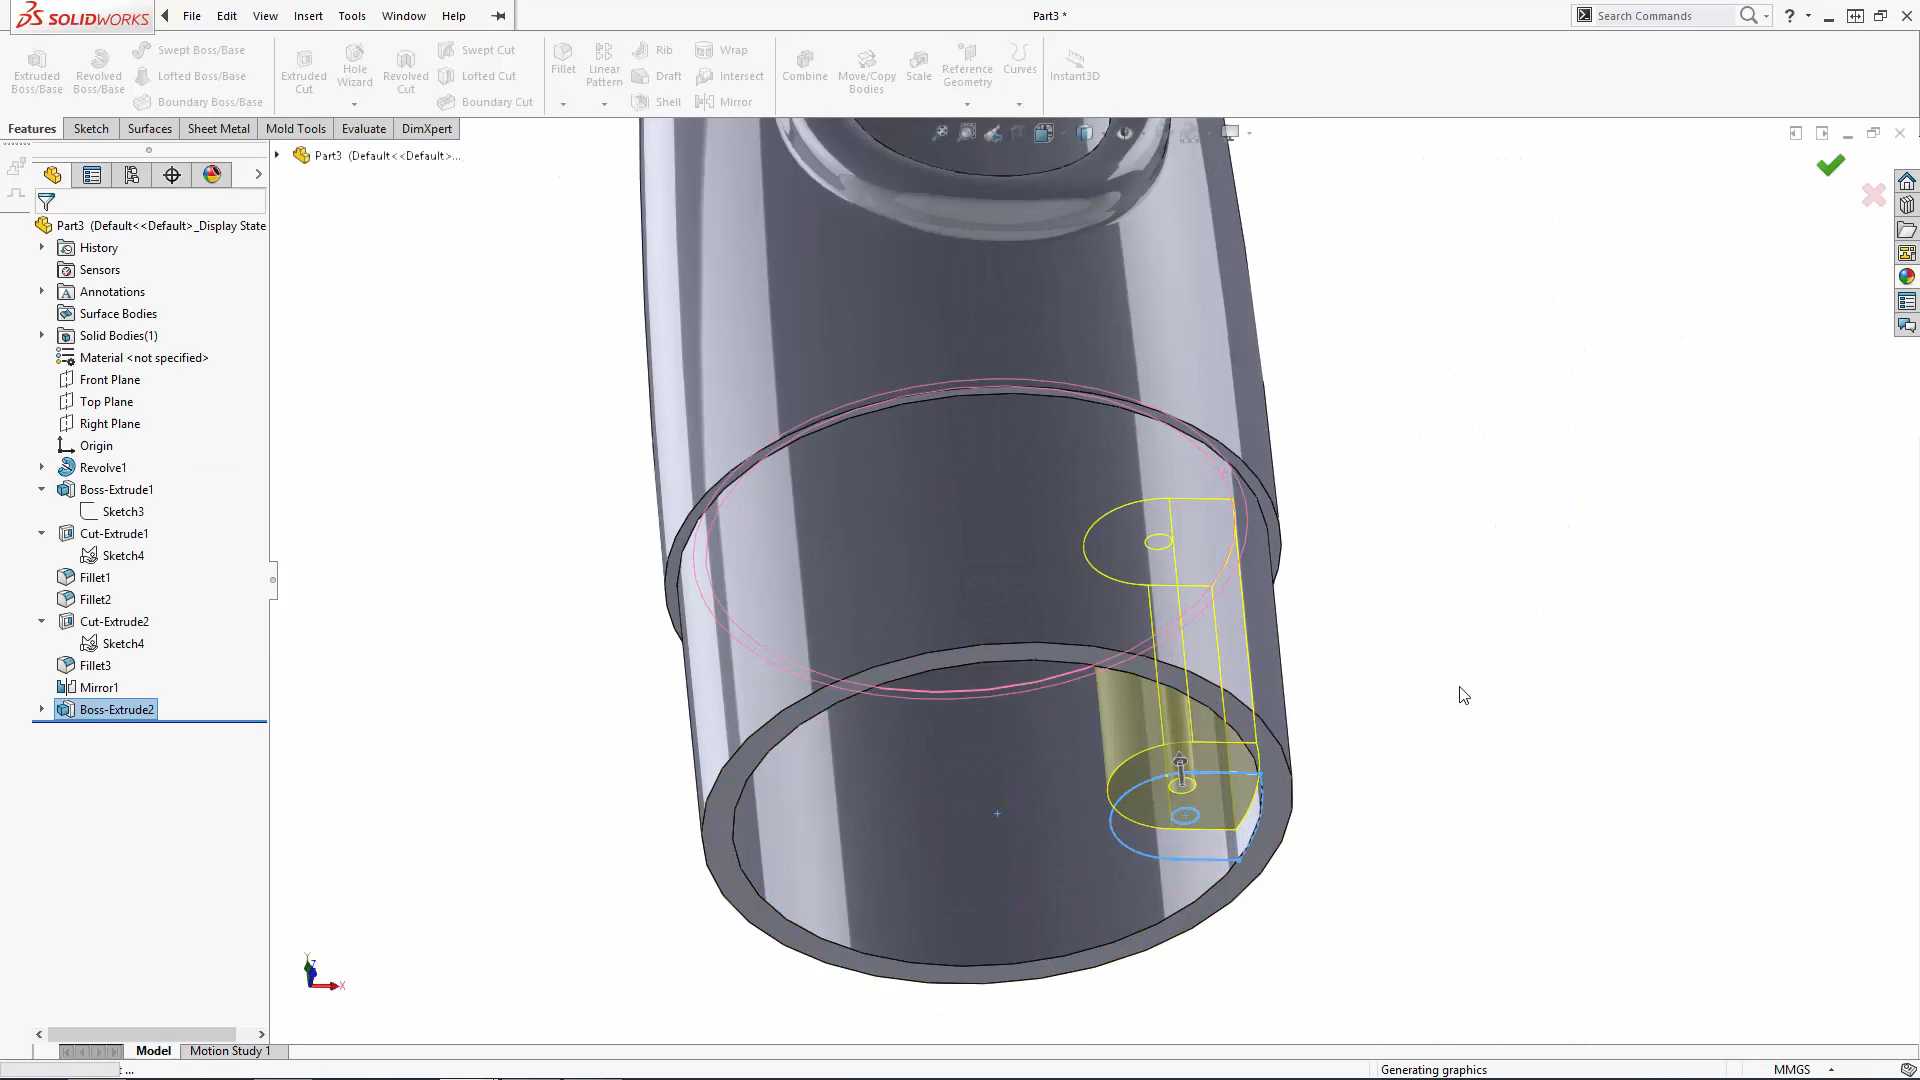 SOLIDWORKS File Edit View Insert Tools Window Help Part3 * Search Commands ?
Extruded Boss/Base
Revolved Boss/Base
Swept Boss/Base
Lofted Boss/Base
Boundary Boss/Base
Extruded Cut
Hole Wizard
Revolved Cut
Swept Cut
Lofted Cut
Boundary Cut
Fillet
Linear Pattern
Rib
Draft
Shell
Wrap
Intersect
Mirror
Combine
Move/Copy Bodies
Scale
Reference Geometry
Curves
Instant3D
Features Sketch Surfaces Sheet Metal Mold Tools Evaluate DimXpert
Part3 (Default<<Default>...
Part3 (Default<<Default>_Display State
History
Sensors
Annotations
Surface Bodies
Solid Bodies(1)
Material <not specified>
Front Plane
Top Plane
Right Plane
Origin
Revolve1
Boss-Extrude1
Sketch3
Cut-Extrude1
Sketch4
Fillet1
Fillet2
Cut-Extrude2
Sketch4
Fillet3
Mirror1
Boss-Extrude2
Y
Z
X
Model Motion Study 1
: ... Generating graphics MMGS